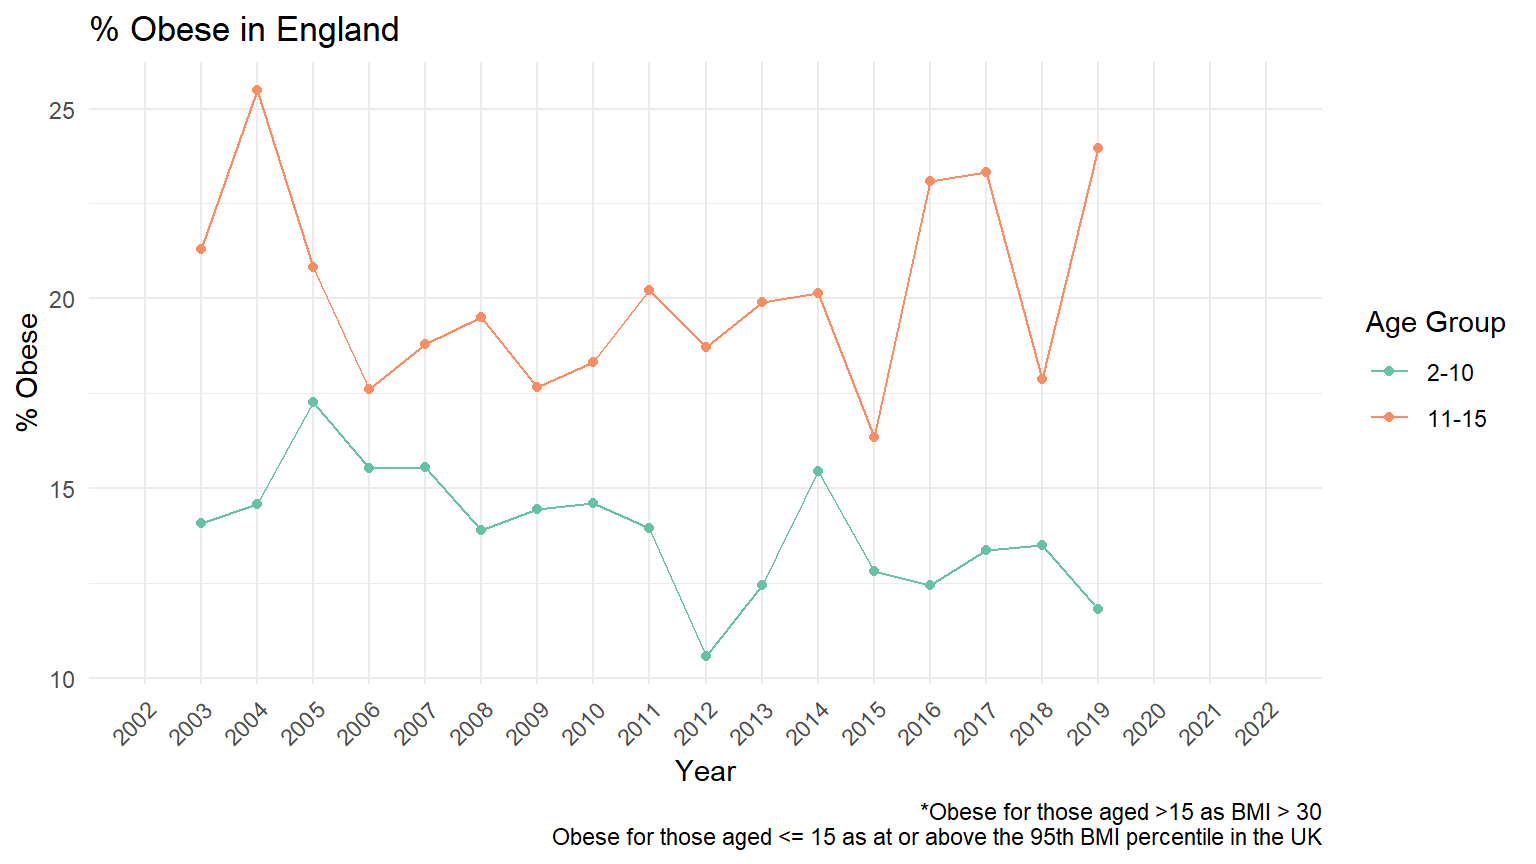 % Obese in England
25
20
15
10
% Obese
2002 2003 2004 2005 2006 2007 2008 2009 2010 2011 2012 2013 2014 2015 2016 2017 2018 2019 2020 2021 2022
Year
Age Group
2-10
11-15
*Obese for those aged >15 as BMI > 30
Obese for those aged <= 15 as at or above the 95th BMI percentile in the UK